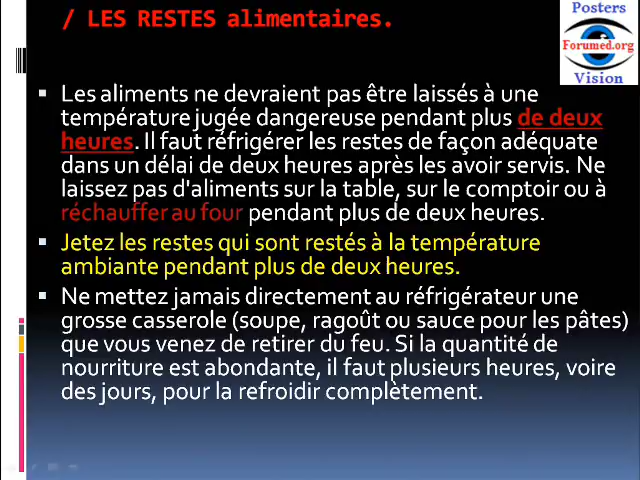 / LES RESTES alimentaires.
Posters
Forumed.org
Vision
Les aliments ne devraient pas être laissés à une
température jugée dangereuse pendant plus de deux
heures. Il faut réfrigérer les restes de façon adéquate
dans un délai de deux heures après les avoir servis. Ne
laissez pas d'aliments sur la table, sur le comptoir ou à
réchauffer au four pendant plus de deux heures.
Jetez les restes qui sont restés à la température
ambiante pendant plus de deux heures.
Ne mettez jamais directement au réfrigérateur une
grosse casserole (soupe, ragoût ou sauce pour les pâtes)
que vous venez de retirer du feu. Si la quantité de
nourriture est abondante, il faut plusieurs heures, voire
des jours, pour la refroidir complètement.